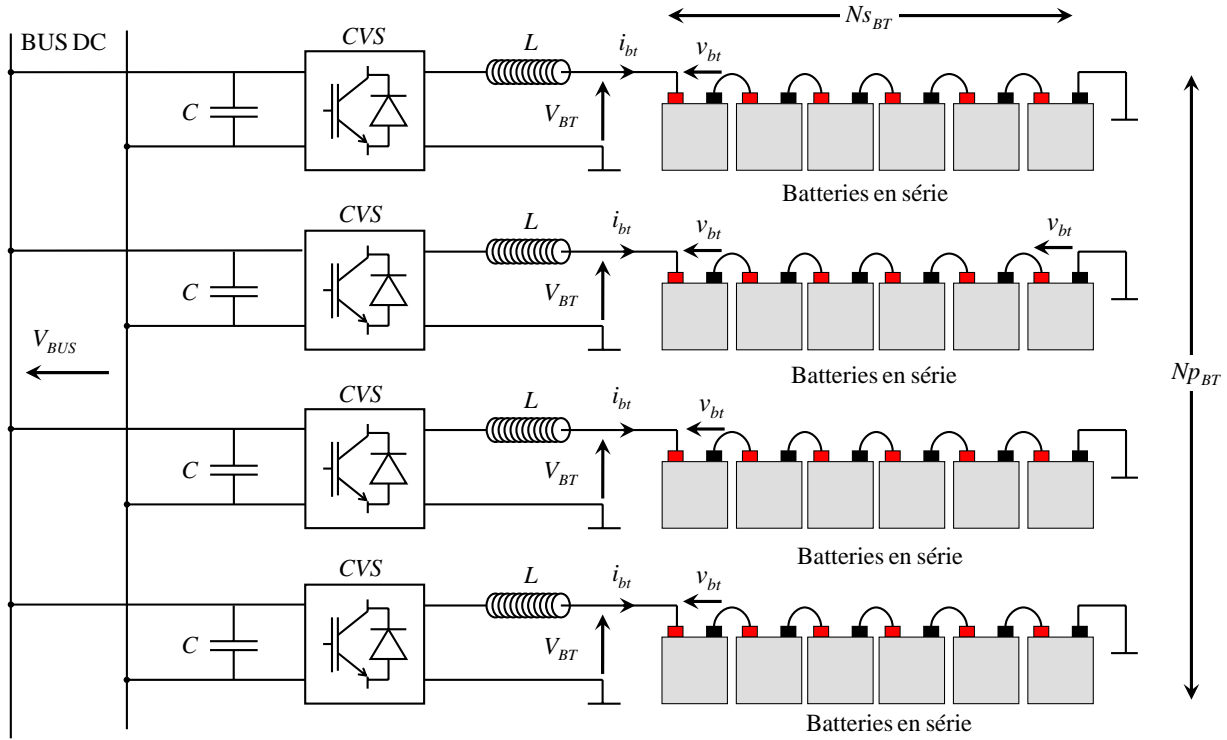 Ns_BT
BUS DC
CVS
L
i_bt
v_bt
C
V_BT
Batteries en série
CVS
L
i_bt
v_bt
v_bt
C
V_BT
V_BUS
Batteries en série
Np_BT
CVS
L
i_bt
v_bt
C
V_BT
Batteries en série
CVS
L
i_bt
v_bt
C
V_BT
Batteries en série